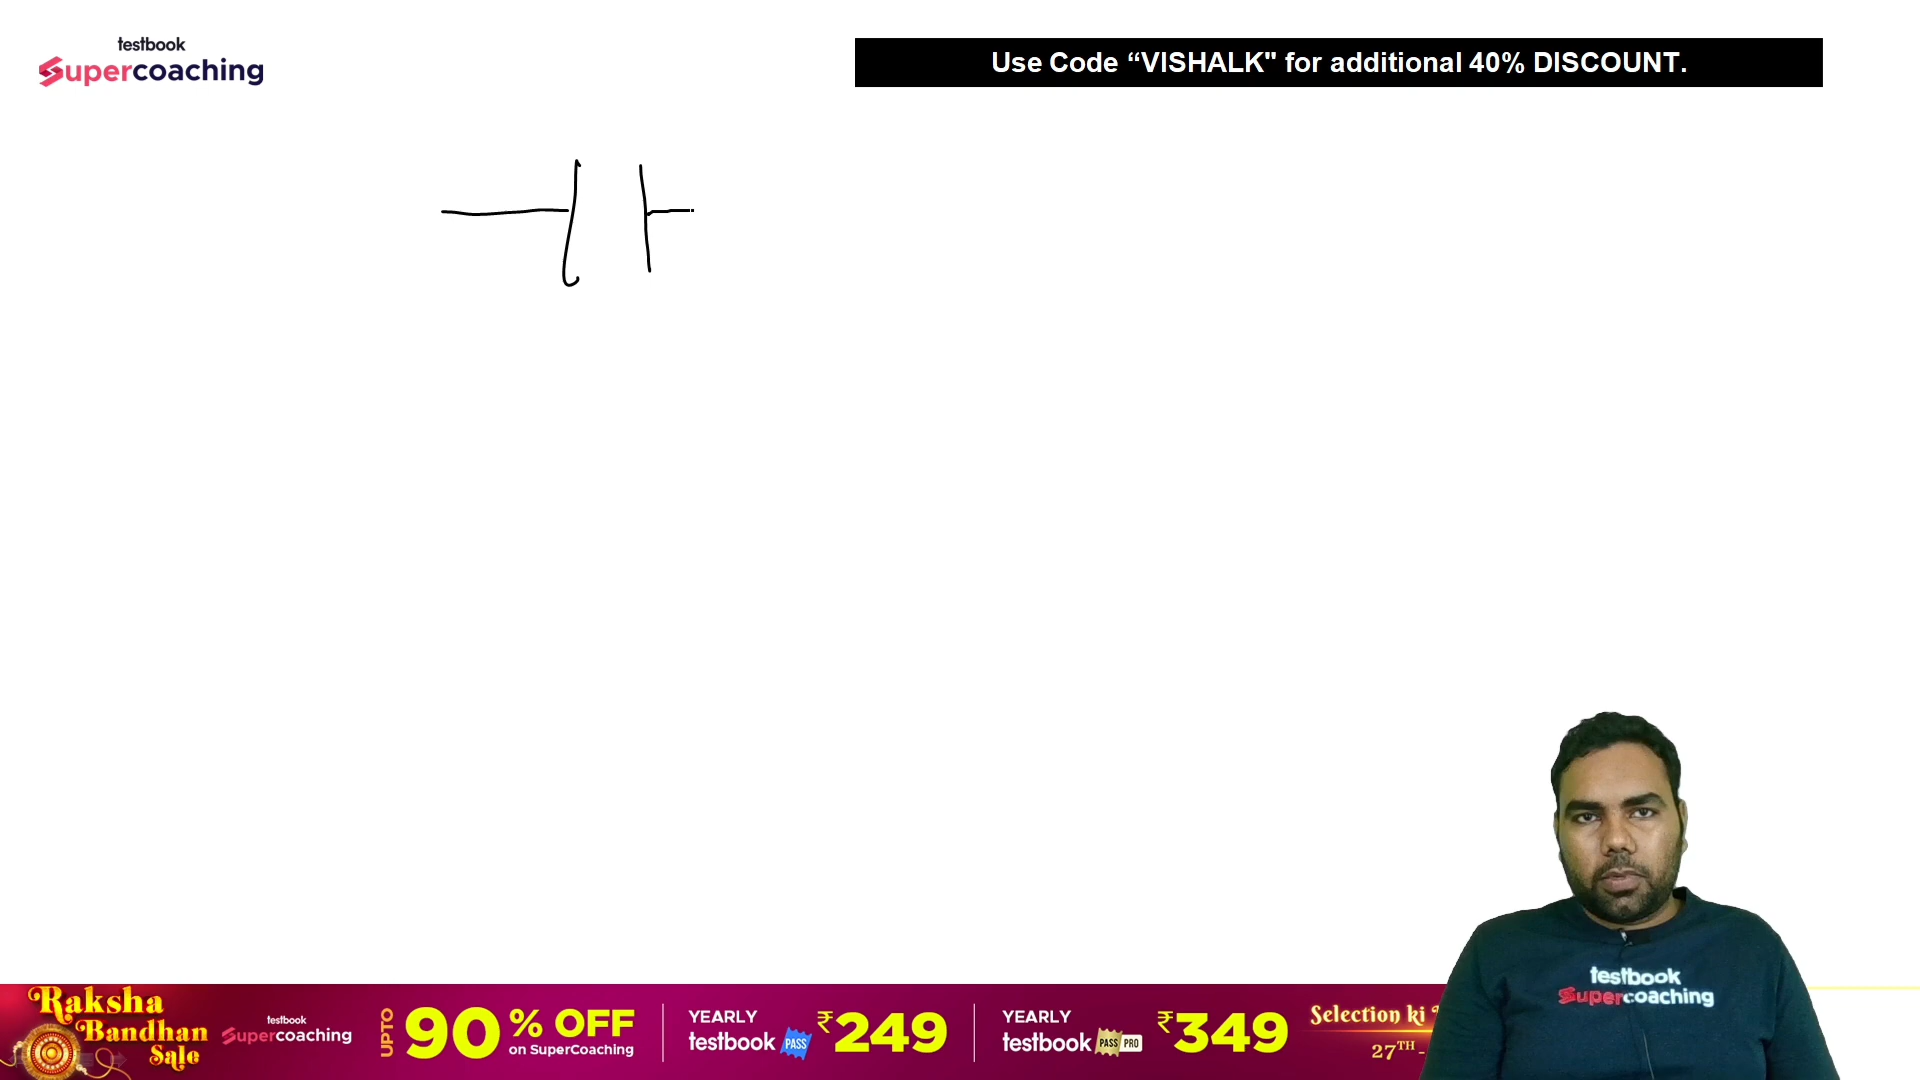 testbook
Supercoaching
Use Code “VISHALK" for additional 40% DISCOUNT.
testbook
Supercoaching
Raksha
Bandhan
Sale
testbook
Supercoaching
UPTO
90% OFF
on SuperCoaching
YEARLY
testbook PASS
₹249
YEARLY
testbook PASS PRO
₹349
Selection ki
27TH -